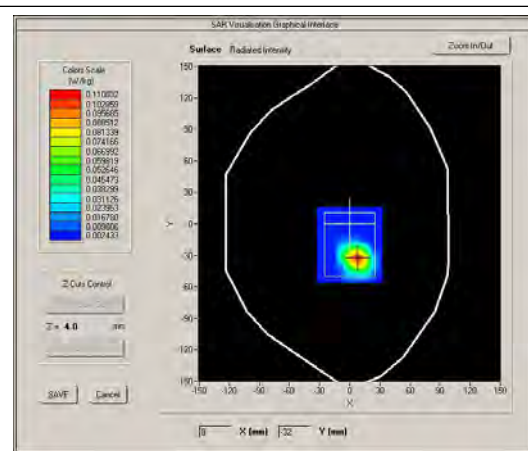 SAR Visualisation Graphical Interface
Surface Radiated Intensity
Zoom In/Out
Colors Scale
(W/kg)
0.110032
0.102859
0.095685
0.088512
0.081339
0.074166
0.066992
0.059819
0.052646
0.045473
0.038299
0.031126
0.023953
0.016780
0.009606
0.002433
Z Cuts Control
Z = 4.0 mm
SAVE Cancel
150
120
90
60
30
0
-30
-60
-90
-120
-150
Y
-150 -120 -90 -60 -30 0 30 60 90 120 150
X
X (mm) -32 Y (mm)